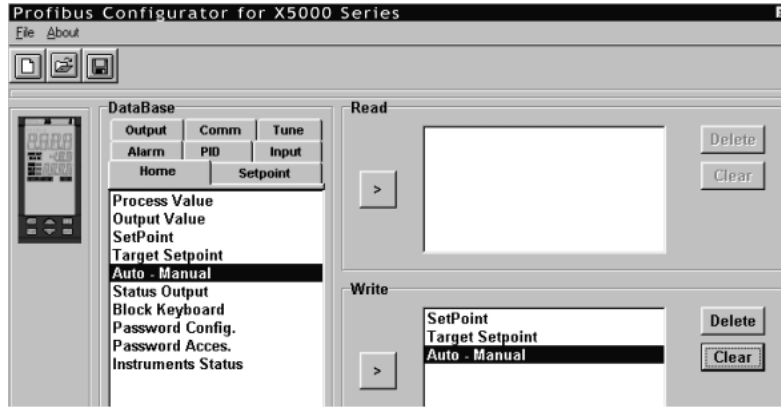 Profibus Configurator for X5000 Series
File About
DataBase
Output Comm Tune
Alarm PID Input
Home Setpoint
Process Value
Output Value
SetPoint
Target Setpoint
Auto - Manual
Status Output
Block Keyboard
Password Config.
Password Acces.
Instruments Status
Read
>
Delete
Clear
Write
SetPoint
Target Setpoint
Auto - Manual
>
Delete
Clear